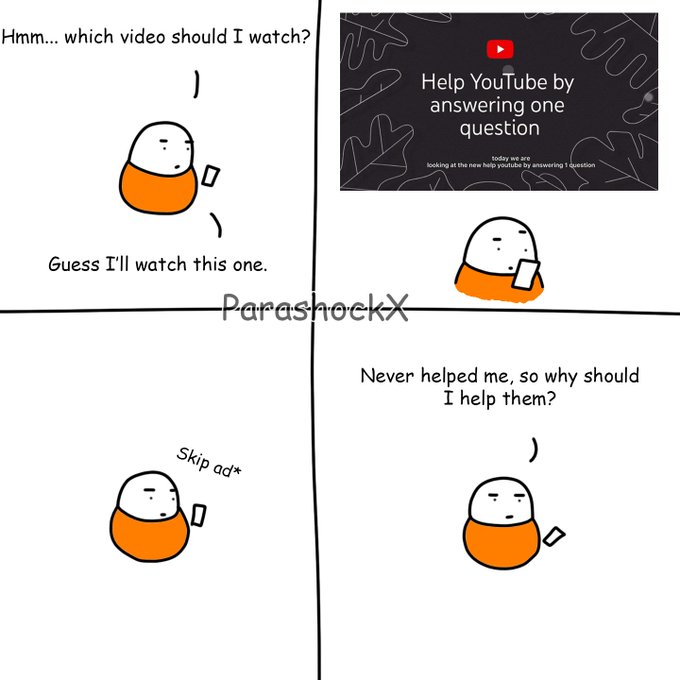 Hmm... which video should I watch?
Guess I'll watch this one.
Help YouTube by
answering one
question
today we are
looking at the new help youtube by answering 1 question
ParashockX
Skip ad*
Never helped me, so why should
I help them?